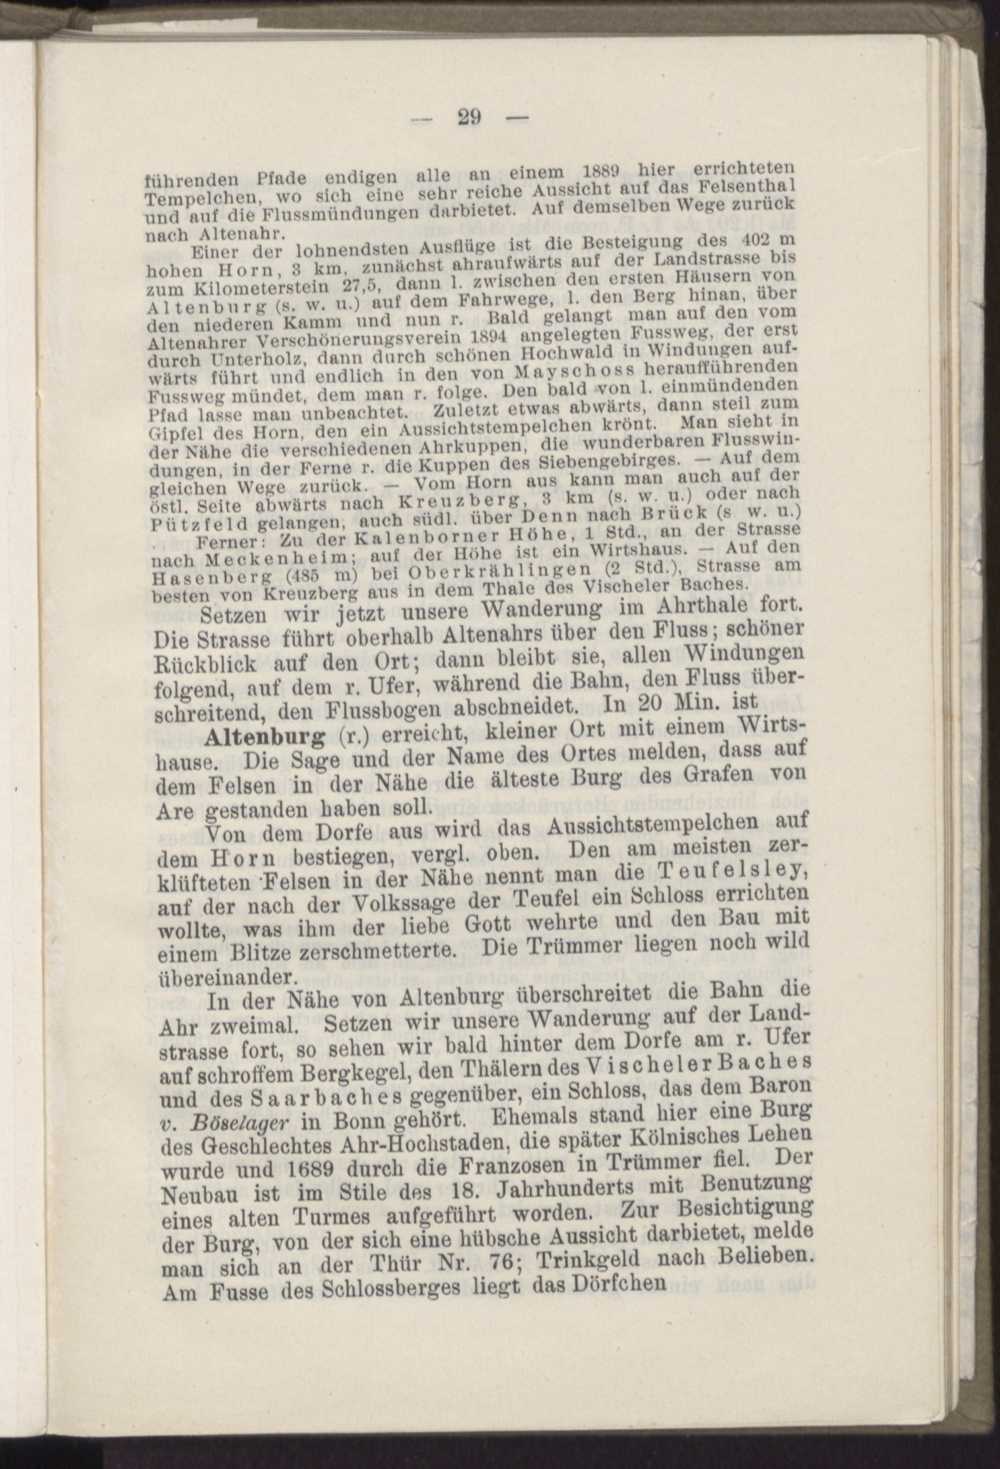 — 29 —
führenden Pfade endigen alle an einem 1889 hier errichteten
Tempelchen, wo sich eine sehr reiche Aussicht auf das Felsenthal
und auf die Flussmündungen darbietet. Auf demselben Wege zurück
nach Altenahr.
Einer der lohnendsten Ausflüge ist die Besteigung des 402 m
hohen Horn, 3 km, zunächst ahraufwärts auf der Landstrasse bis
zum Kilometerstein 27,5, dann l. zwischen den ersten Häusern von
Altenburg (s. w. u.) auf dem Fahrwege, l. den Berg hinan, über
den niederen Kamm und nun r. Bald gelangt man auf den vom
Altenahrer Verschönerungsverein 1894 angelegten Fussweg, der erst
durch Unterholz, dann durch schönen Hochwald in Windungen auf-
wärts führt und endlich in den von Mayschoss heraufführenden
Fussweg mündet, dem man r. folge. Den bald von l. einmündenden
Pfad lasse man unbeachtet. Zuletzt etwas abwärts, dann steil zum
Gipfel des Horn, den ein Aussichtstempelchen krönt. Man sieht in
der Nähe die verschiedenen Ahrkuppen, die wunderbaren Flusswin-
dungen, in der Ferne r. die Kuppen des Siebengebirges. — Auf dem
gleichen Wege zurück. — Vom Horn aus kann man auch auf der
östl. Seite abwärts nach Kreuzberg, 3 km (s. w. u.) oder nach
Pützfeld gelangen, auch südl. über Denn nach Brück (s w. u.)
Ferner: Zu der Kalenborner Höhe, 1 Std., an der Strasse
nach Meckenheim; auf der Höhe ist ein Wirtshaus. — Auf den
Hasenberg (485 m) bei Oberkrählingen (2 Std.), Strasse am
besten von Kreuzberg aus in dem Thale des Vischeler Baches.
Setzen wir jetzt unsere Wanderung im Ahrthale fort.
Die Strasse führt oberhalb Altenahrs über den Fluss; schöner
Rückblick auf den Ort; dann bleibt sie, allen Windungen
folgend, auf dem r. Ufer, während die Bahn, den Fluss über-
schreitend, den Flussbogen abschneidet. In 20 Min. ist
Altenburg (r.) erreicht, kleiner Ort mit einem Wirts-
hause. Die Sage und der Name des Ortes melden, dass auf
dem Felsen in der Nähe die älteste Burg des Grafen von
Are gestanden haben soll.
Von dem Dorfe aus wird das Aussichtstempelchen auf
dem Horn bestiegen, vergl. oben. Den am meisten zer-
klüfteten Felsen in der Nähe nennt man die Teufelsley,
auf der nach der Volkssage der Teufel ein Schloss errichten
wollte, was ihm der liebe Gott wehrte und den Bau mit
einem Blitze zerschmetterte. Die Trümmer liegen noch wild
übereinander.
In der Nähe von Altenburg überschreitet die Bahn die
Ahr zweimal. Setzen wir unsere Wanderung auf der Land-
strasse fort, so sehen wir bald hinter dem Dorfe am r. Ufer
auf schroffem Bergkegel, den Thälern des Vischeler Baches
und des Saarbaches gegenüber, ein Schloss, das dem Baron
v. Böselager in Bonn gehört. Ehemals stand hier eine Burg
des Geschlechtes Ahr-Hochstaden, die später Kölnisches Lehen
wurde und 1689 durch die Franzosen in Trümmer fiel. Der
Neubau ist im Stile des 18. Jahrhunderts mit Benutzung
eines alten Turmes aufgeführt worden. Zur Besichtigung
der Burg, von der sich eine hübsche Aussicht darbietet, melde
man sich an der Thür Nr. 76; Trinkgeld nach Belieben.
Am Fusse des Schlossberges liegt das Dörfchen